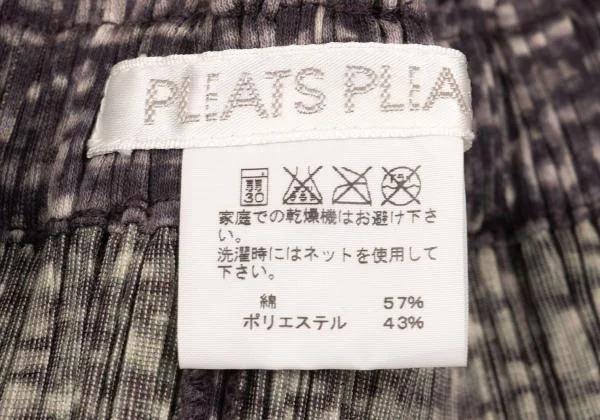 PLEATS PLEA
弱
30
家庭での乾燥機はお避け下さ
い。
洗濯時にはネットを使用して
下さい。
綿 57%
ポリエステル 43%